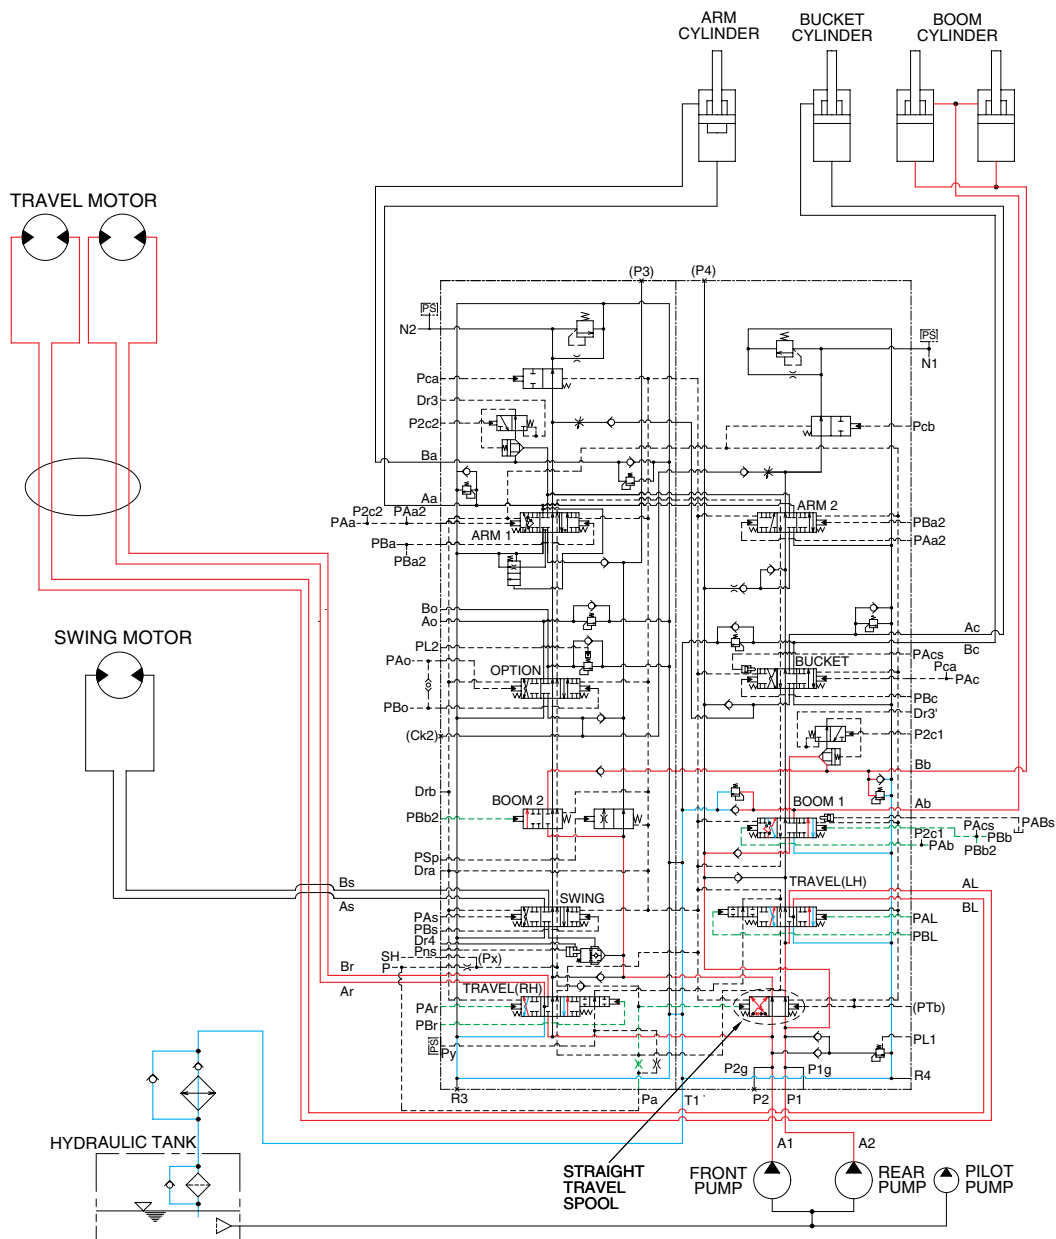 ARM
CYLINDER
BUCKET
CYLINDER
BOOM
CYLINDER
TRAVEL MOTOR
(P3)
(P4)
PS
N2
PS
N1
Pca
Dr3
P2c2
Pcb
Ba
Aa
P2c2
PAa2
PAa
ARM 1
PBa
PBa2
ARM 2
PBa2
PAa2
Bo
Ao
PL2
PAo
OPTION
PBo
(Ck2)
Ac
Bc
PAcs
BUCKET
Pca
PAc
PBc
Dr3'
P2c1
SWING MOTOR
Bb
Drb
BOOM 2
PBb2
BOOM 1
Ab
P2c1
PAcs
PABs
PBb
PAb
PBb2
PSp
Dra
TRAVEL(LH)
AL
BL
Bs
As
SWING
PAs
PBs
PAL
PBL
Dr4
Pns
SH
P
(Px)
Br
Ar
TRAVEL(RH)
PAr
PBr
(PTb)
PS
Py
PL1
P2g
P1g
R4
R3
Pa
T1
P2
P1
HYDRAULIC TANK
A1
A2
STRAIGHT
TRAVEL
SPOOL
FRONT
PUMP
REAR
PUMP
PILOT
PUMP